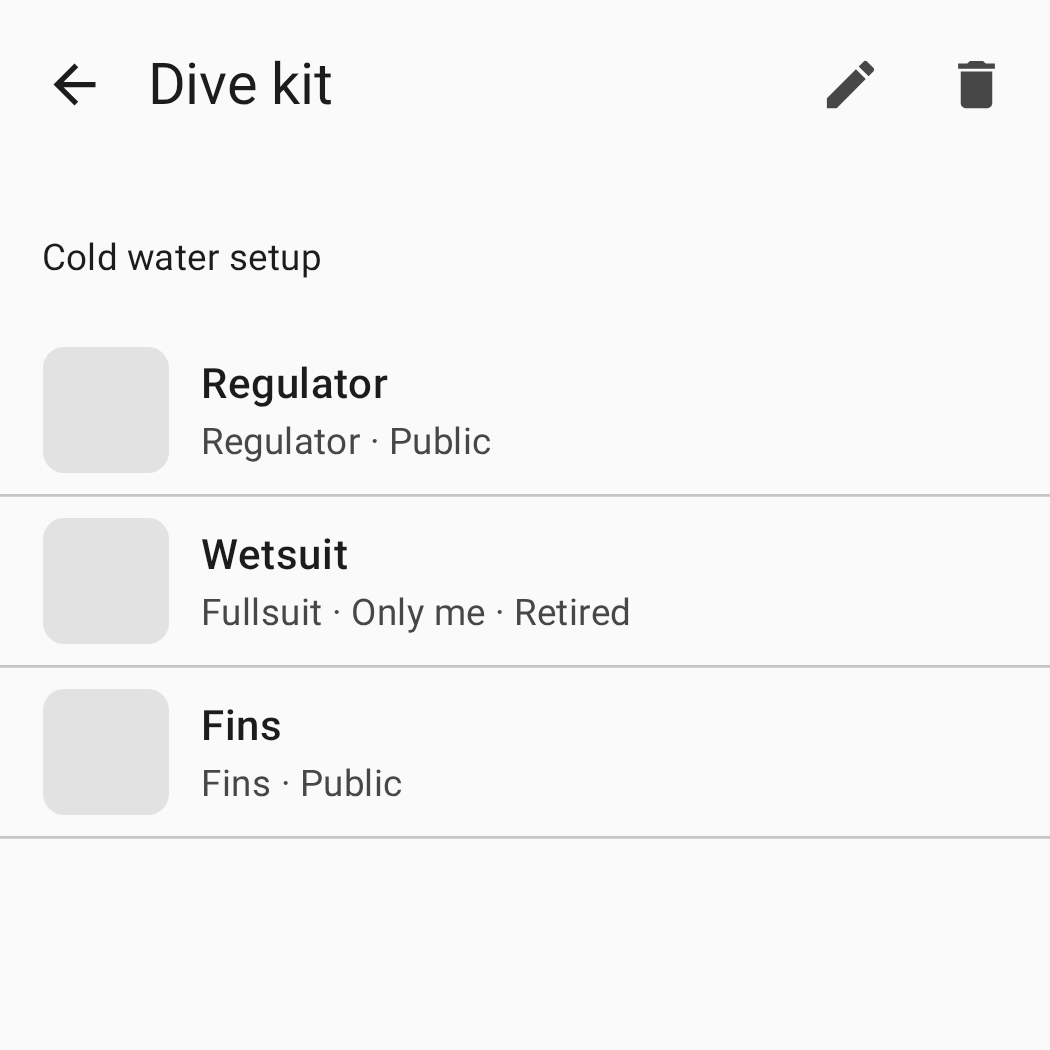 Dive kit
Cold water setup
Regulator
Regulator · Public
Wetsuit
Fullsuit · Only me · Retired
Fins
Fins · Public